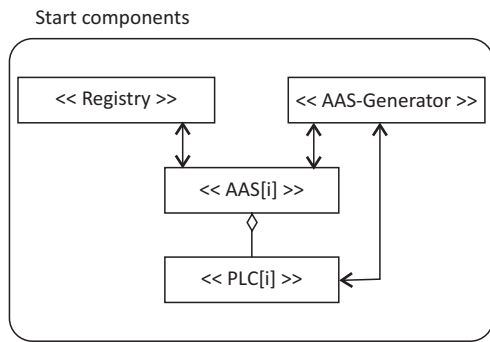 Start components
<< Registry >>
<< AAS-Generator >>
<< AAS[i] >>
<< PLC[i] >>